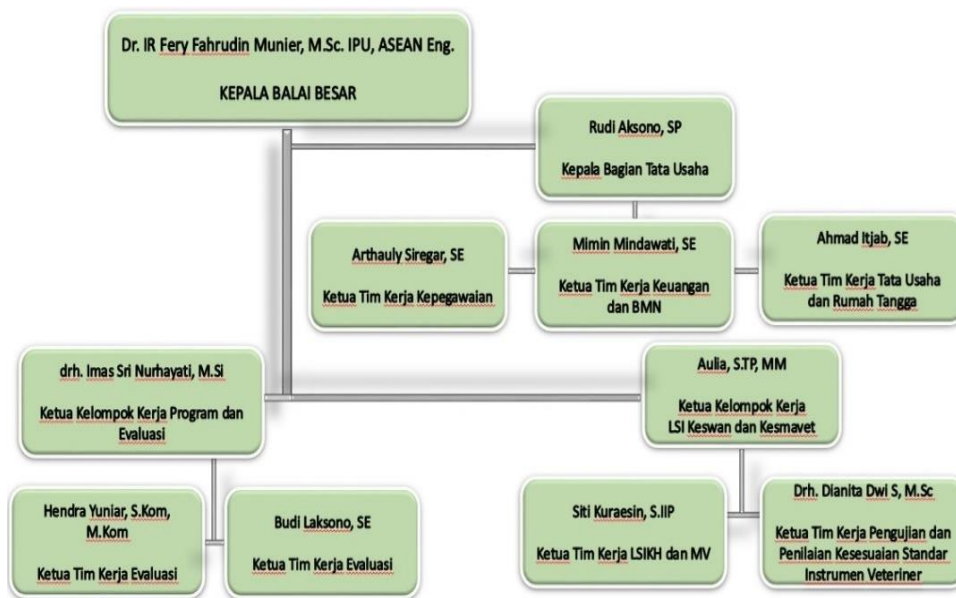 Dr. IR Fery Fahrudin Munier, M.Sc. IPU, ASEAN Eng.
KEPALA BALAI BESAR
Rudi Aksono, SP
Kepala Bagian Tata Usaha
Arthauly Siregar, SE
Ketua Tim Kerja Kepegawaian
Mimin Mindawati, SE
Ketua Tim Kerja Keuangan
dan BMN
Ahmad Itjab, SE
Ketua Tim Kerja Tata Usaha
dan Rumah Tangga
drh. Imas Sri Nurhayati, M.Si
Ketua Kelompok Kerja Program dan
Evaluasi
Aulia, S.TP, MM
Ketua Kelompok Kerja
LSI Keswan dan Kesmavet
Hendra Yuniar, S.Kom,
M.Kom
Ketua Tim Kerja Evaluasi
Budi Laksono, SE
Ketua Tim Kerja Evaluasi
Siti Kuraesin, S.IIP
Ketua Tim Kerja LSIKH dan MV
Drh. Dianita Dwi S, M.Sc
Ketua Tim Kerja Pengujian dan
Penilaian Kesesuaian Standar
Instrumen Veteriner